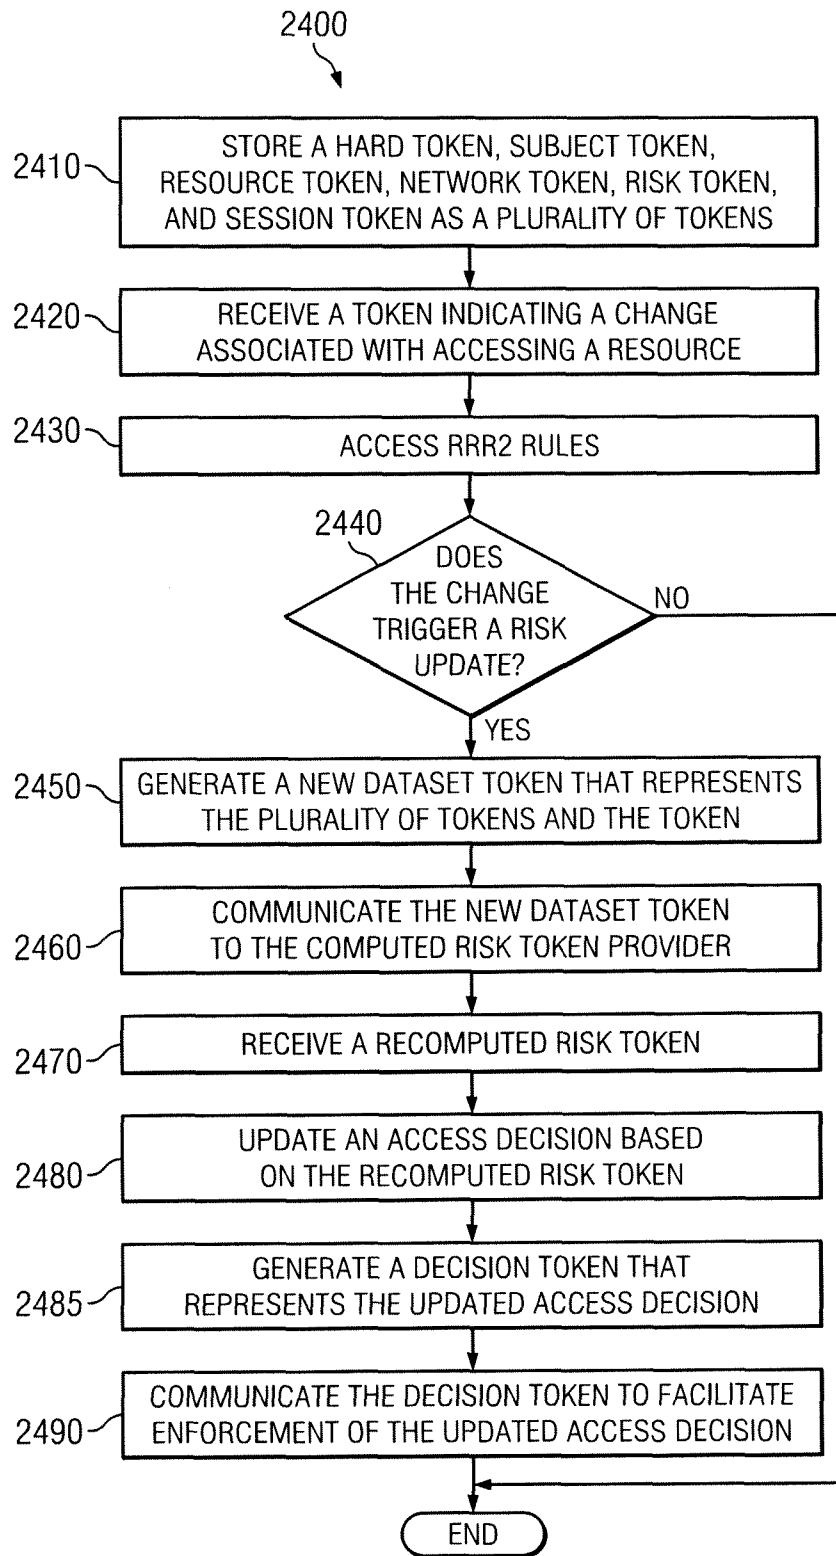 2400
2410
STORE A HARD TOKEN, SUBJECT TOKEN,
RESOURCE TOKEN, NETWORK TOKEN, RISK TOKEN,
AND SESSION TOKEN AS A PLURALITY OF TOKENS
2420
RECEIVE A TOKEN INDICATING A CHANGE
ASSOCIATED WITH ACCESSING A RESOURCE
2430
ACCESS RRR2 RULES
2440
DOES
THE CHANGE
TRIGGER A RISK
UPDATE?
NO
YES
2450
GENERATE A NEW DATASET TOKEN THAT REPRESENTS
THE PLURALITY OF TOKENS AND THE TOKEN
2460
COMMUNICATE THE NEW DATASET TOKEN
TO THE COMPUTED RISK TOKEN PROVIDER
2470
RECEIVE A RECOMPUTED RISK TOKEN
2480
UPDATE AN ACCESS DECISION BASED
ON THE RECOMPUTED RISK TOKEN
2485
GENERATE A DECISION TOKEN THAT
REPRESENTS THE UPDATED ACCESS DECISION
2490
COMMUNICATE THE DECISION TOKEN TO FACILITATE
ENFORCEMENT OF THE UPDATED ACCESS DECISION
END